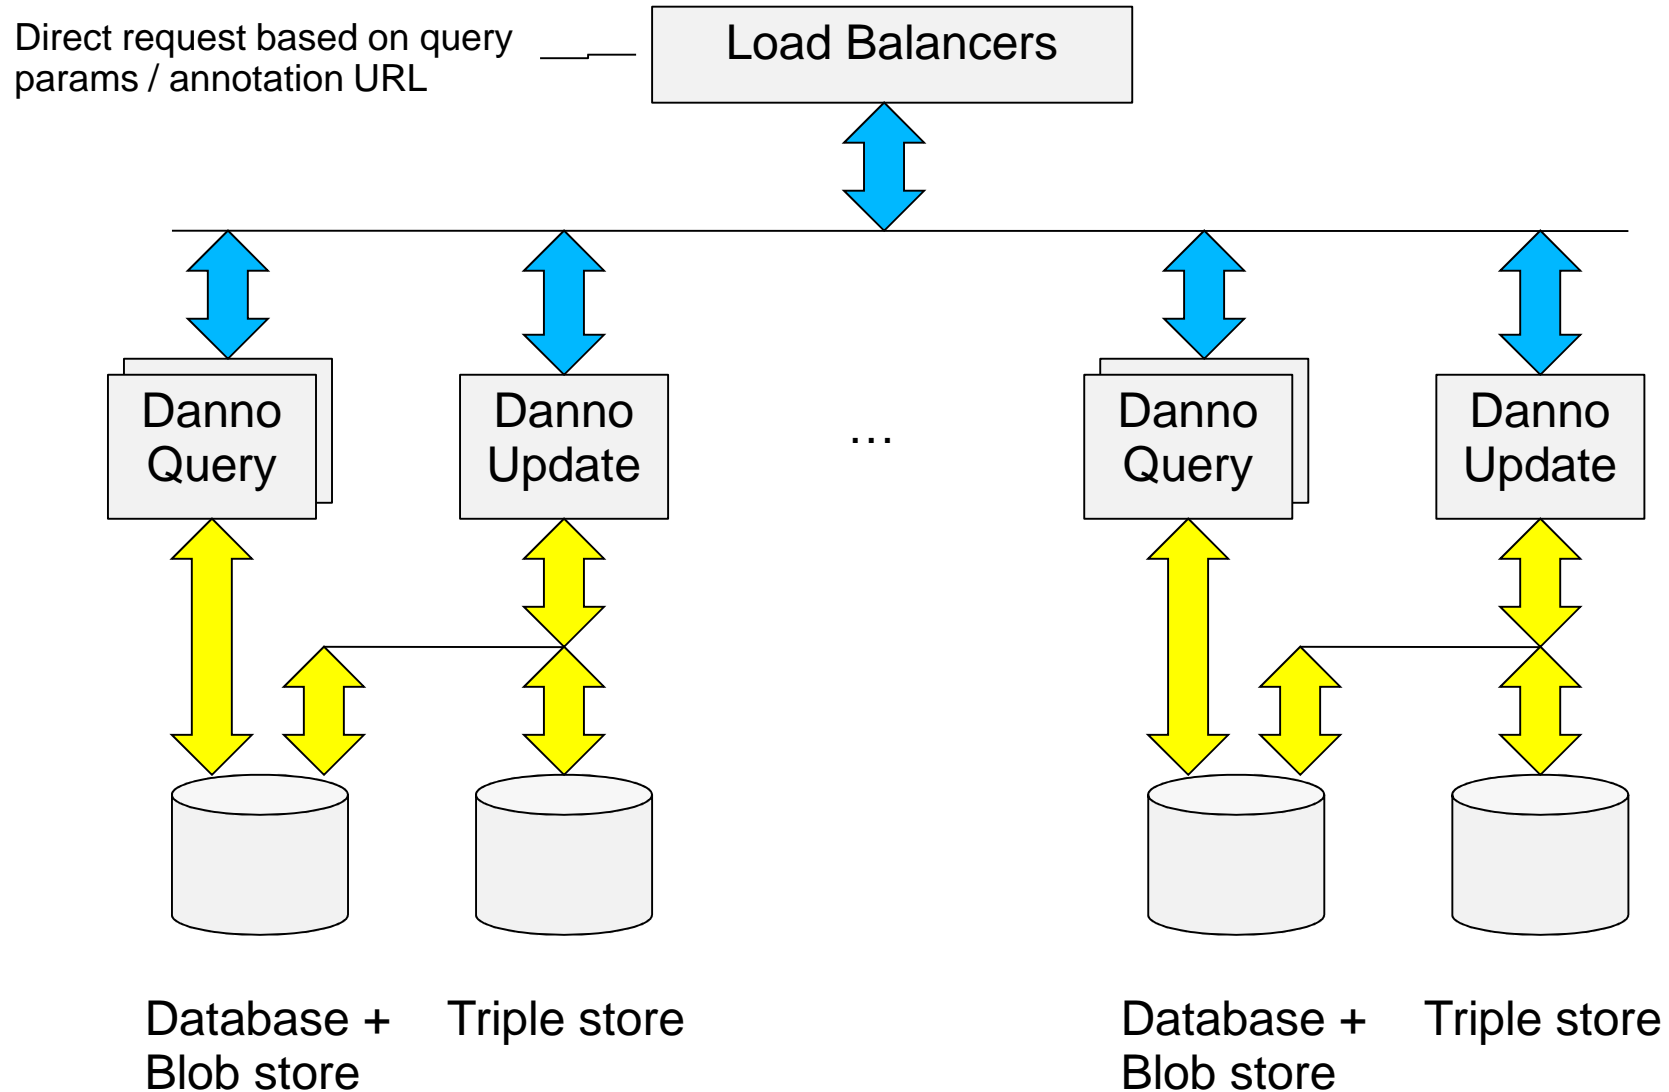 Direct request based on query
params / annotation URL
Load Balancers
Danno
Query
Danno
Update
...
Danno
Query
Danno
Update
Database +
Blob store
Triple store
Database +
Blob store
Triple store